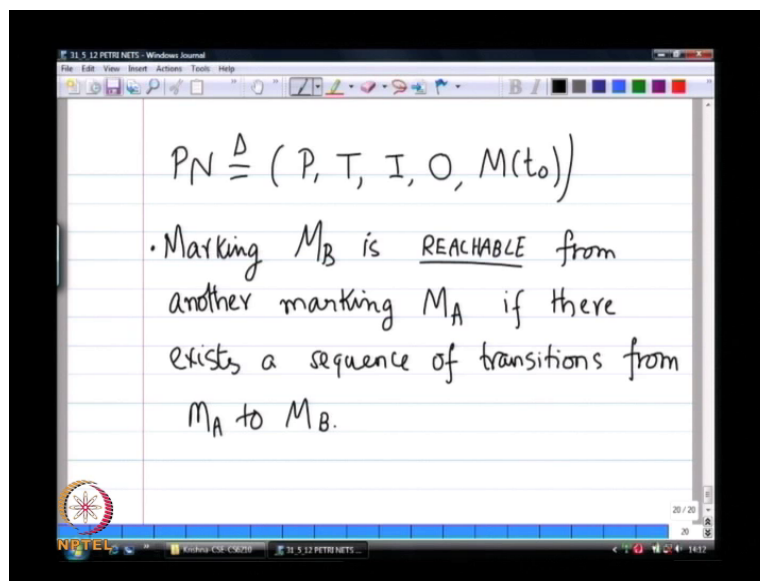 31_5_12 PETRI NETS - Windows Journal
File Edit View Insert Actions Tools Help
B I
PN ≜ (P, T, I, O, M(t₀))
· Marking M_B is REACHABLE from
another marking M_A if there
exists a sequence of transitions from
M_A to M_B.
20 / 20
20
NPTEL
Krishna-CSE-CS6210
31_5_12 PETRI NETS ...
1412